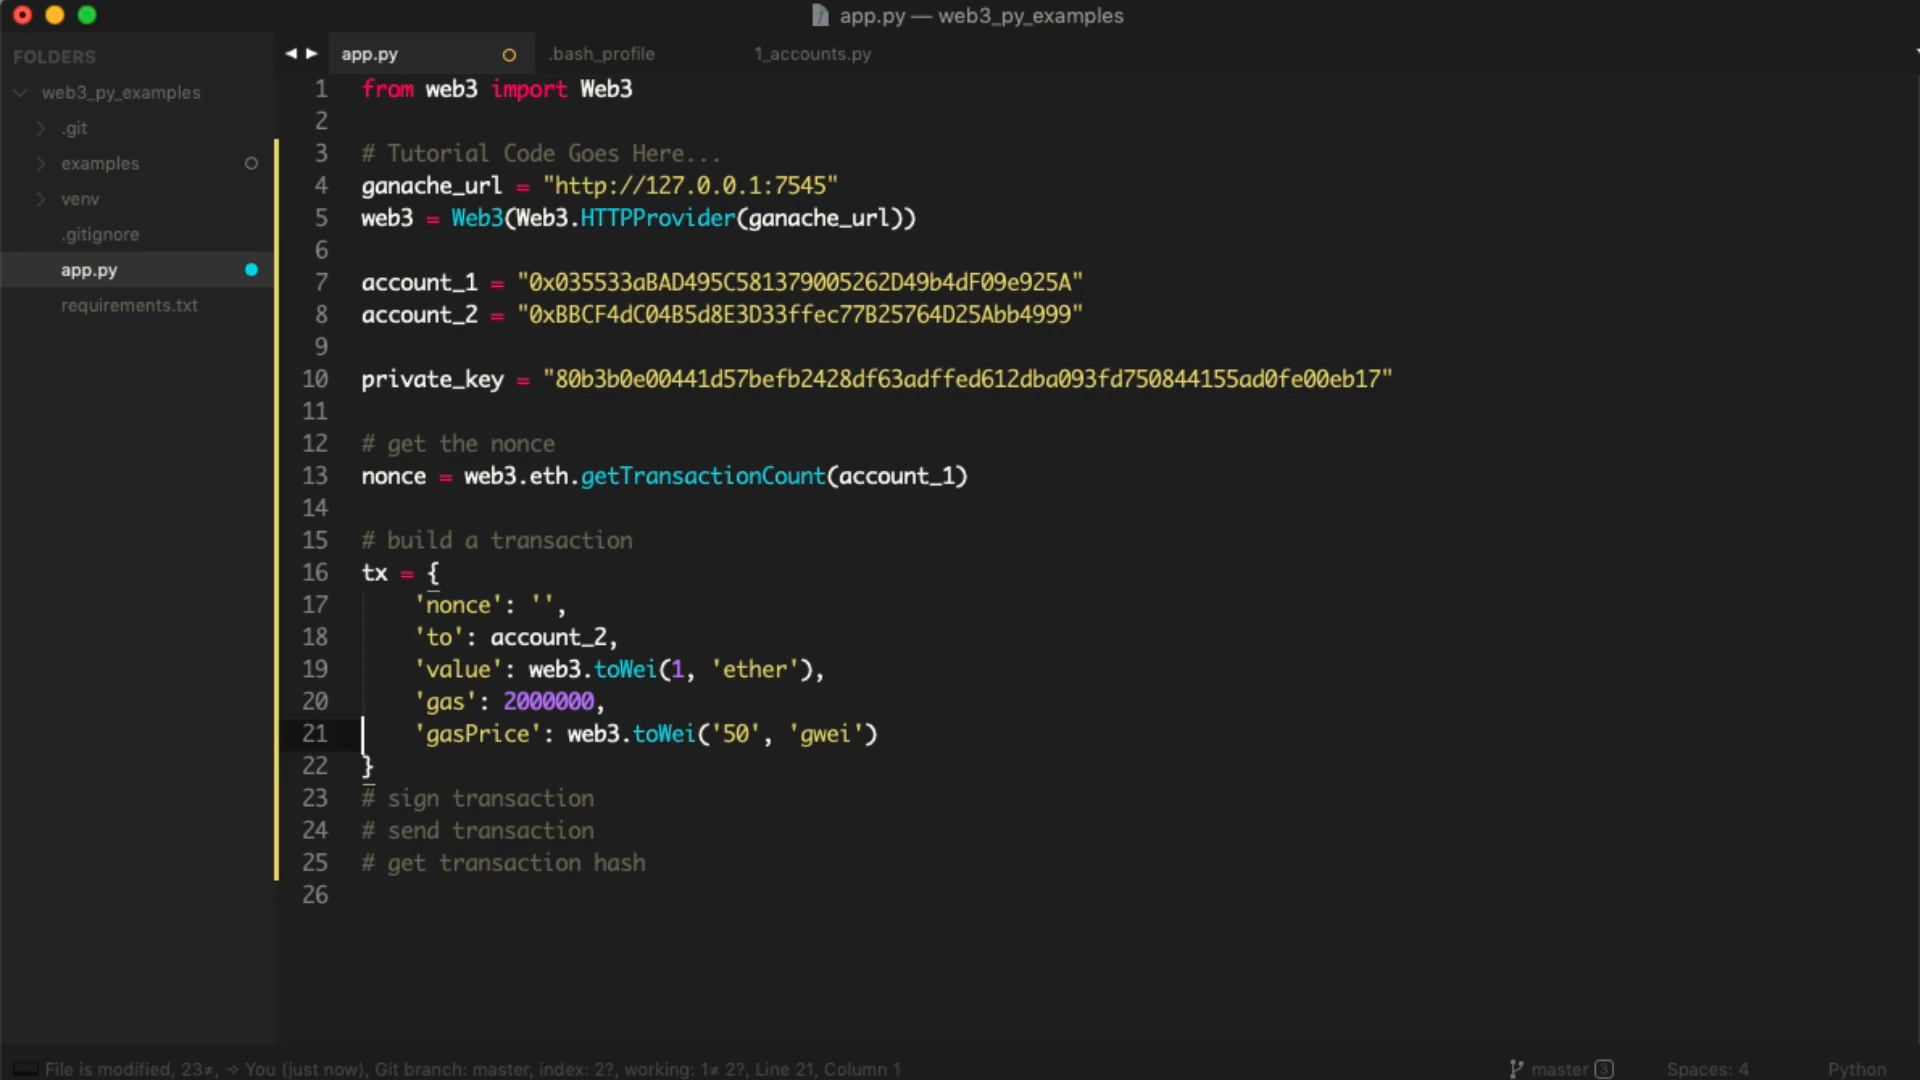 app.py — web3_py_examples
FOLDERS
web3_py_examples
.git
examples
venv
.gitignore
app.py
requirements.txt
app.py
.bash_profile
1_accounts.py
1 from web3 import Web3
2
3 # Tutorial Code Goes Here...
4 ganache_url = "http://127.0.0.1:7545"
5 web3 = Web3(Web3.HTTPProvider(ganache_url))
6
7 account_1 = "0x035533aBAD495C581379005262D49b4dF09e925A"
8 account_2 = "0xBBCF4dC04B5d8E3D33ffec77B25764D25Abb4999"
9
10 private_key = "80b3b0e00441d57befb2428df63adffed612dba093fd750844155ad0fe00eb17"
11
12 # get the nonce
13 nonce = web3.eth.getTransactionCount(account_1)
14
15 # build a transaction
16 tx = {
17 'nonce': '',
18 'to': account_2,
19 'value': web3.toWei(1, 'ether'),
20 'gas': 2000000,
21 'gasPrice': web3.toWei('50', 'gwei')
22 }
23 # sign transaction
24 # send transaction
25 # get transaction hash
26
File is modified, 23≠, → You (just now), Git branch: master, index: 2?, working: 1≠ 2?, Line 21, Column 1
master 3
Spaces: 4
Python